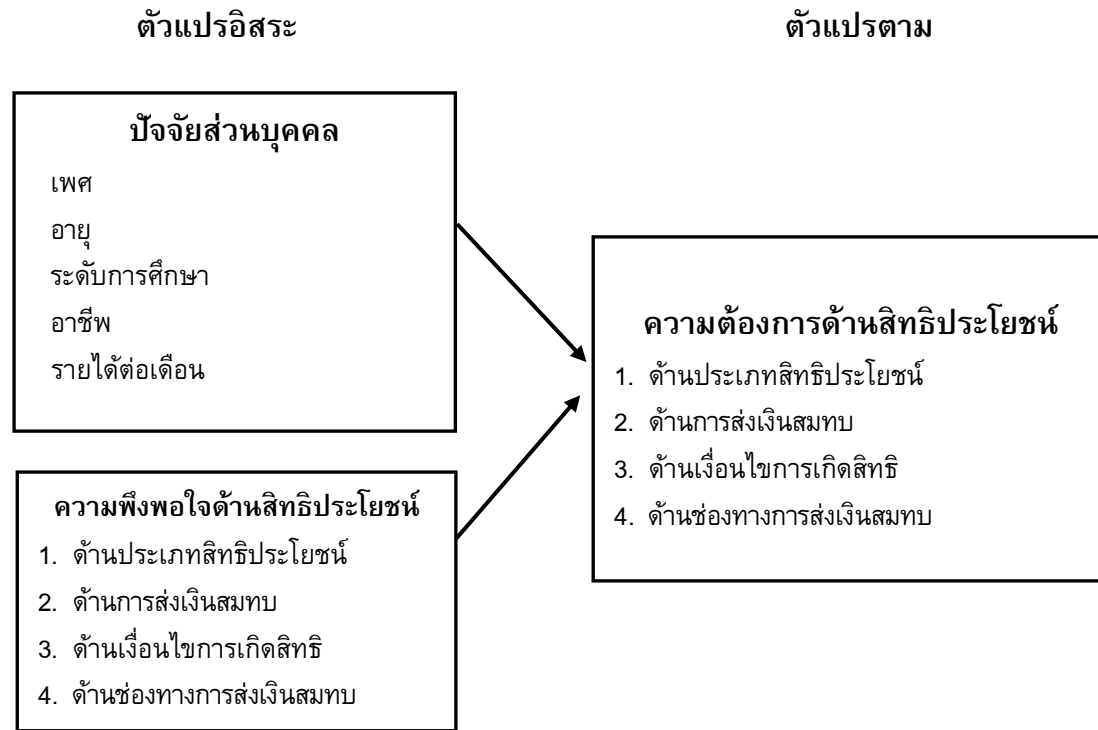 ตัวแปรอิสระ
ตัวแปรตาม
ปัจจัยส่วนบุคคล
เพศ
อายุ
ระดับการศึกษา
อาชีพ
รายได้ต่อเดือน
ความพึงพอใจด้านสิทธิประโยชน์
1. ด้านประเภทสิทธิประโยชน์
2. ด้านการส่งเงินสมทบ
3. ด้านเงื่อนไขการเกิดสิทธิ
4. ด้านช่องทางการส่งเงินสมทบ
ความต้องการด้านสิทธิประโยชน์
1. ด้านประเภทสิทธิประโยชน์
2. ด้านการส่งเงินสมทบ
3. ด้านเงื่อนไขการเกิดสิทธิ
4. ด้านช่องทางการส่งเงินสมทบ